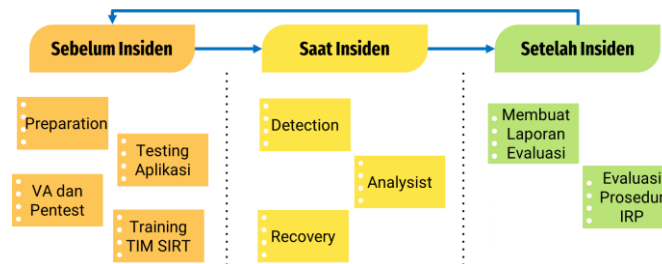 Sebelum Insiden
Saat Insiden
Setelah Insiden
Preparation
Testing
Aplikasi
VA dan
Pentest
Training
TIM SIRT
Detection
Analysist
Recovery
Membuat
Laporan
Evaluasi
Evaluasi
Prosedur
IRP